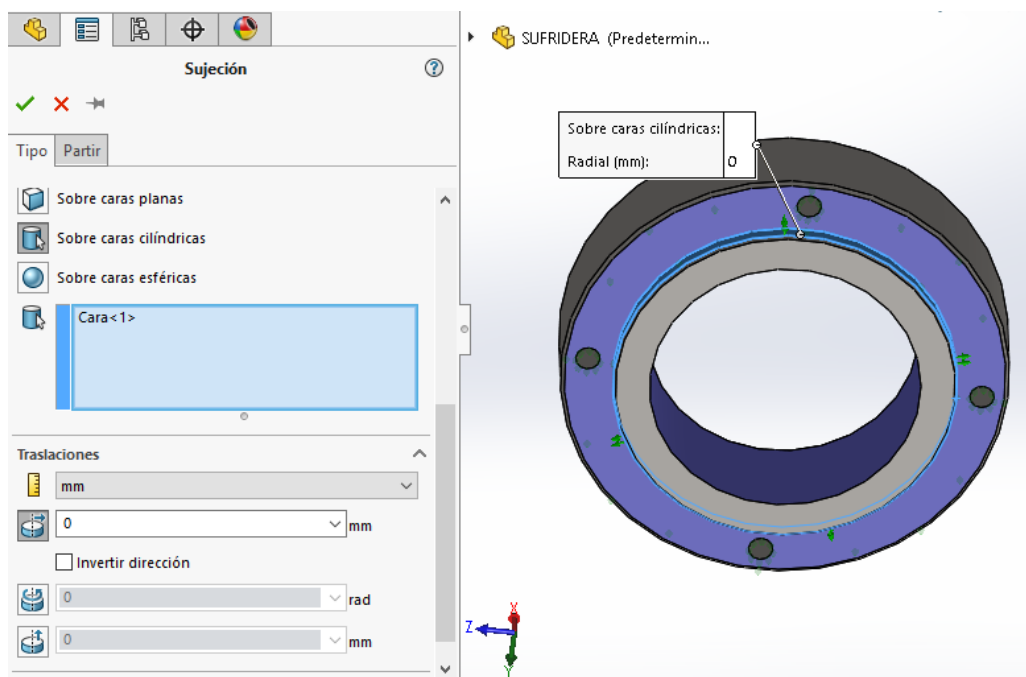 Sujeción
Tipo Partir
Sobre caras planas
Sobre caras cilíndricas
Sobre caras esféricas
Cara<1>
Traslaciones
mm
0 mm
Invertir dirección
0 rad
0 mm
SUFRIDERA (Predetermin...
Sobre caras cilíndricas:
Radial (mm): 0
X
Z
Y